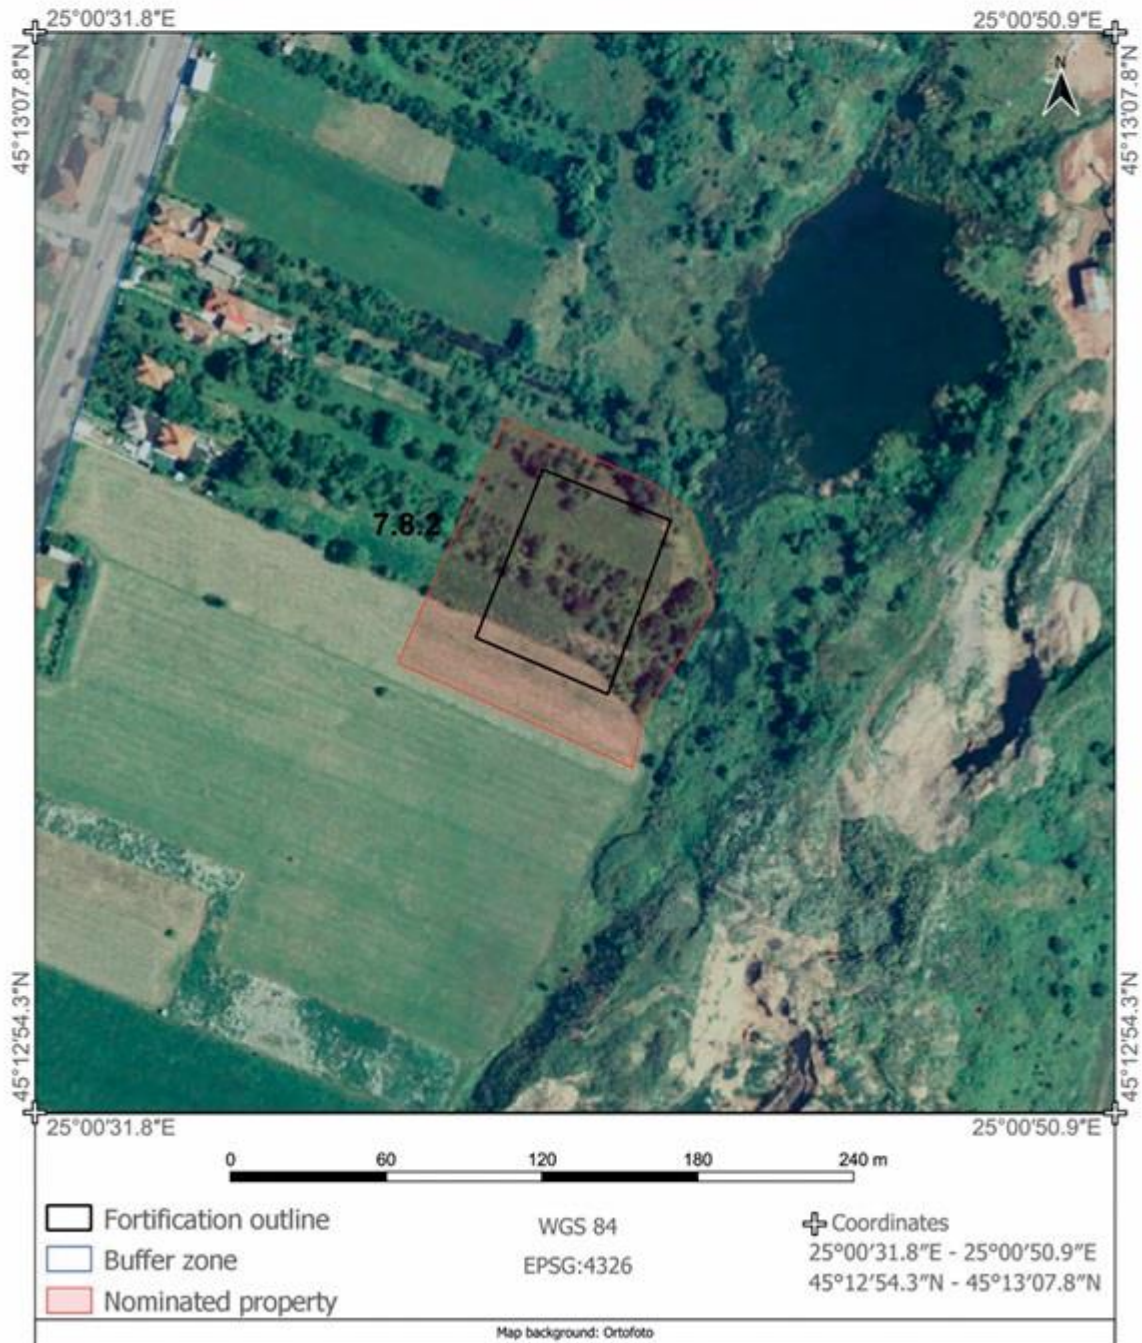 25°00'31.8"E
25°00'50.9"E
45°13'07.8"N
45°13'07.8"N
N
7.8.2
45°12'54.3"N
45°12'54.3"N
25°00'31.8"E
25°00'50.9"E
0 60 120 180 240 m
Fortification outline
Buffer zone
Nominated property
WGS 84
EPSG:4326
Coordinates
25°00'31.8"E - 25°00'50.9"E
45°12'54.3"N - 45°13'07.8"N
Map background: Ortofoto